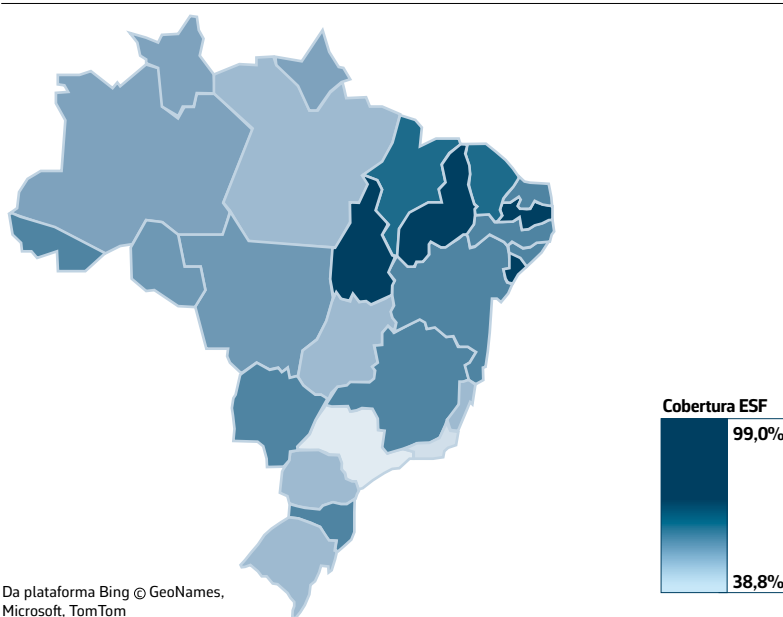 Cobertura ESF
99,0%
38,8%
Da plataforma Bing © GeoNames,
Microsoft, TomTom